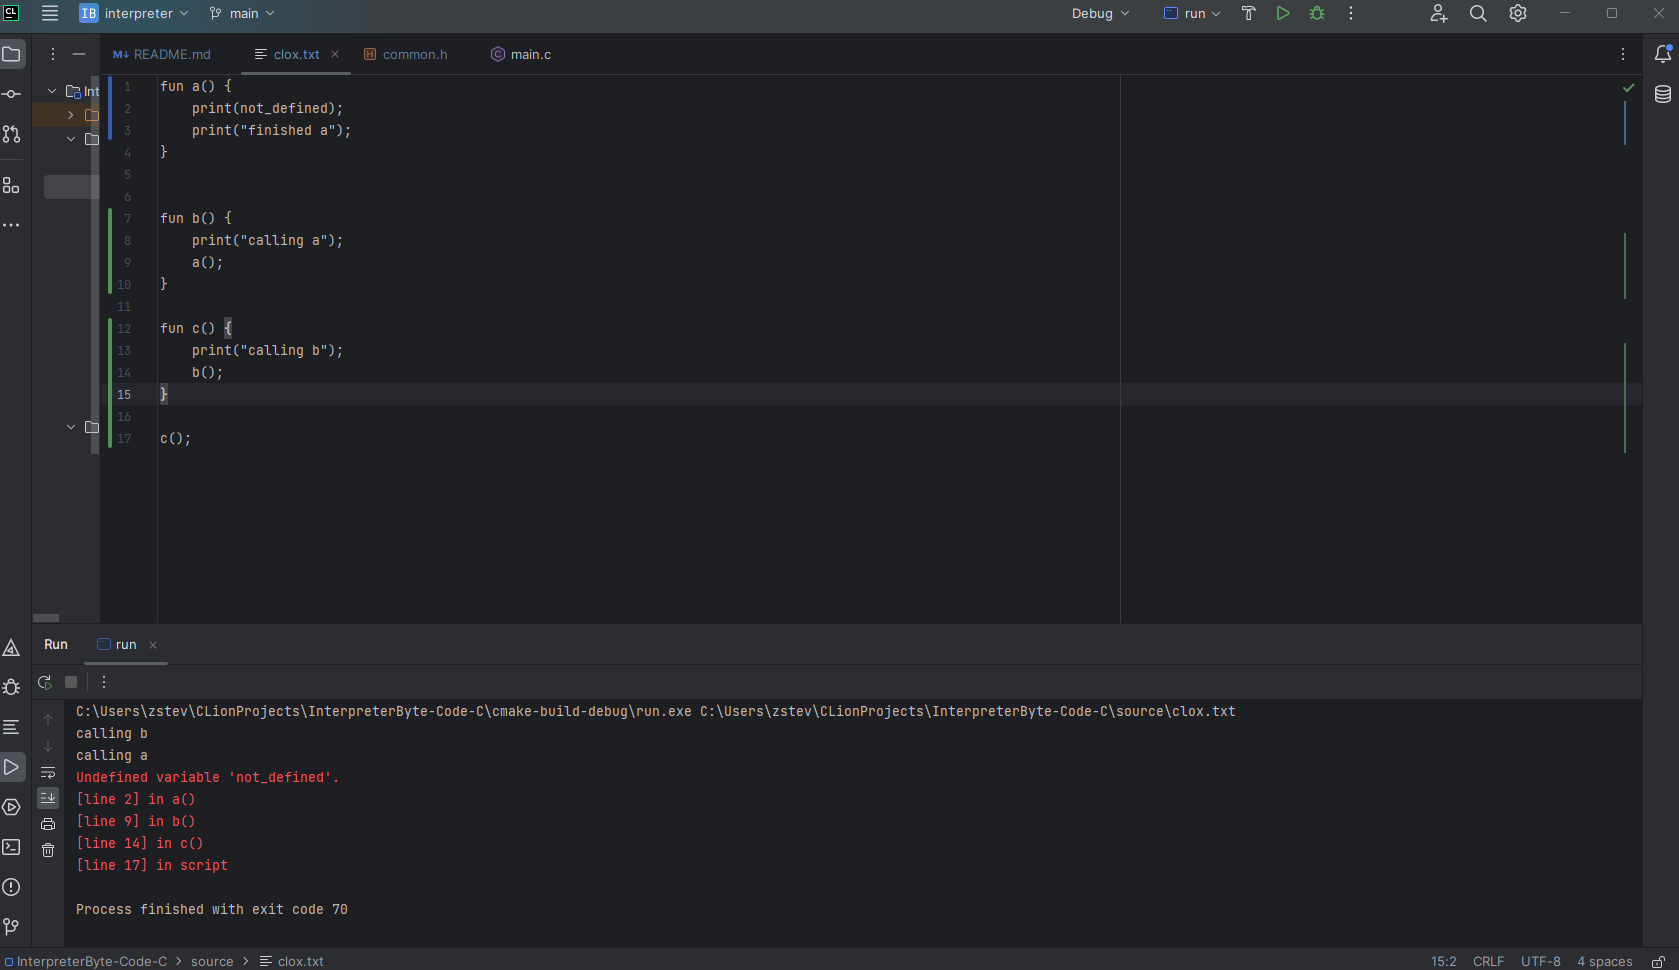 CL IB interpreter main Debug run
M↓ README.md clox.txt H common.h C main.c
Int
1 fun a() {
2     print(not_defined);
3     print("finished a");
4 }
5
6
7 fun b() {
8     print("calling a");
9     a();
10 }
11
12 fun c() {
13     print("calling b");
14     b();
15 }
16
17 c();
Run run
C:\Users\zstev\CLionProjects\InterpreterByte-Code-C\cmake-build-debug\run.exe C:\Users\zstev\CLionProjects\InterpreterByte-Code-C\source\clox.txt
calling b
calling a
Undefined variable 'not_defined'.
[line 2] in a()
[line 9] in b()
[line 14] in c()
[line 17] in script
Process finished with exit code 70
InterpreterByte-Code-C > source > clox.txt 15:2 CRLF UTF-8 4 spaces